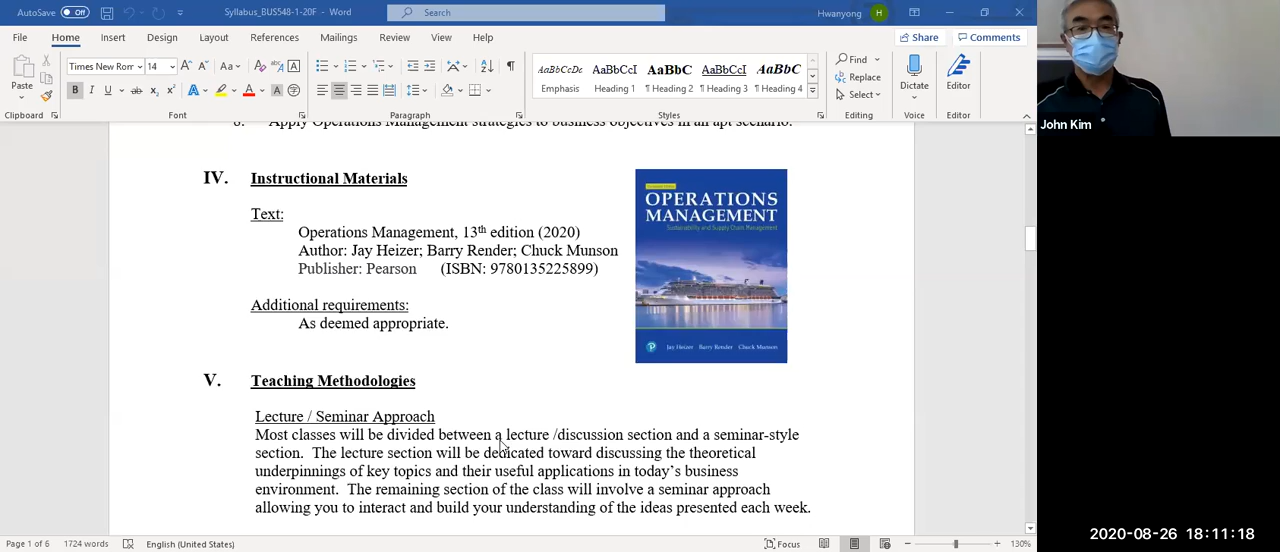 AutoSave Off
Syllabus_BUS548-1-20F - Word
Search
Hwanyong H
File Home Insert Design Layout References Mailings Review View Help
Share Comments
Paste
Clipboard
Times New Rorr 14
Font
Paragraph
AaBbCcDc AaBbCcI AaBbC AaBbCcI AaBbC
Emphasis Heading 1 ¶ Heading 2 ¶ Heading 3 ¶ Heading 4
Styles
Find
Replace
Select
Editing
Dictate
Voice
Editor
Editor
John Kim
8. Apply Operations Management strategies to business objectives in an apt scenario.
IV. Instructional Materials
Text:
Operations Management, 13th edition (2020)
Author: Jay Heizer; Barry Render; Chuck Munson
Publisher: Pearson (ISBN: 9780135225899)
Additional requirements:
As deemed appropriate.
OPERATIONS
MANAGEMENT
Sustainability and Supply Chain Management
Jay Heizer Barry Render Chuck Munson
V. Teaching Methodologies
Lecture / Seminar Approach
Most classes will be divided between a lecture /discussion section and a seminar-style
section. The lecture section will be dedicated toward discussing the theoretical
underpinnings of key topics and their useful applications in today's business
environment. The remaining section of the class will involve a seminar approach
allowing you to interact and build your understanding of the ideas presented each week.
Page 1 of 6 1724 words English (United States) Focus 130%
2020-08-26 18:11:18